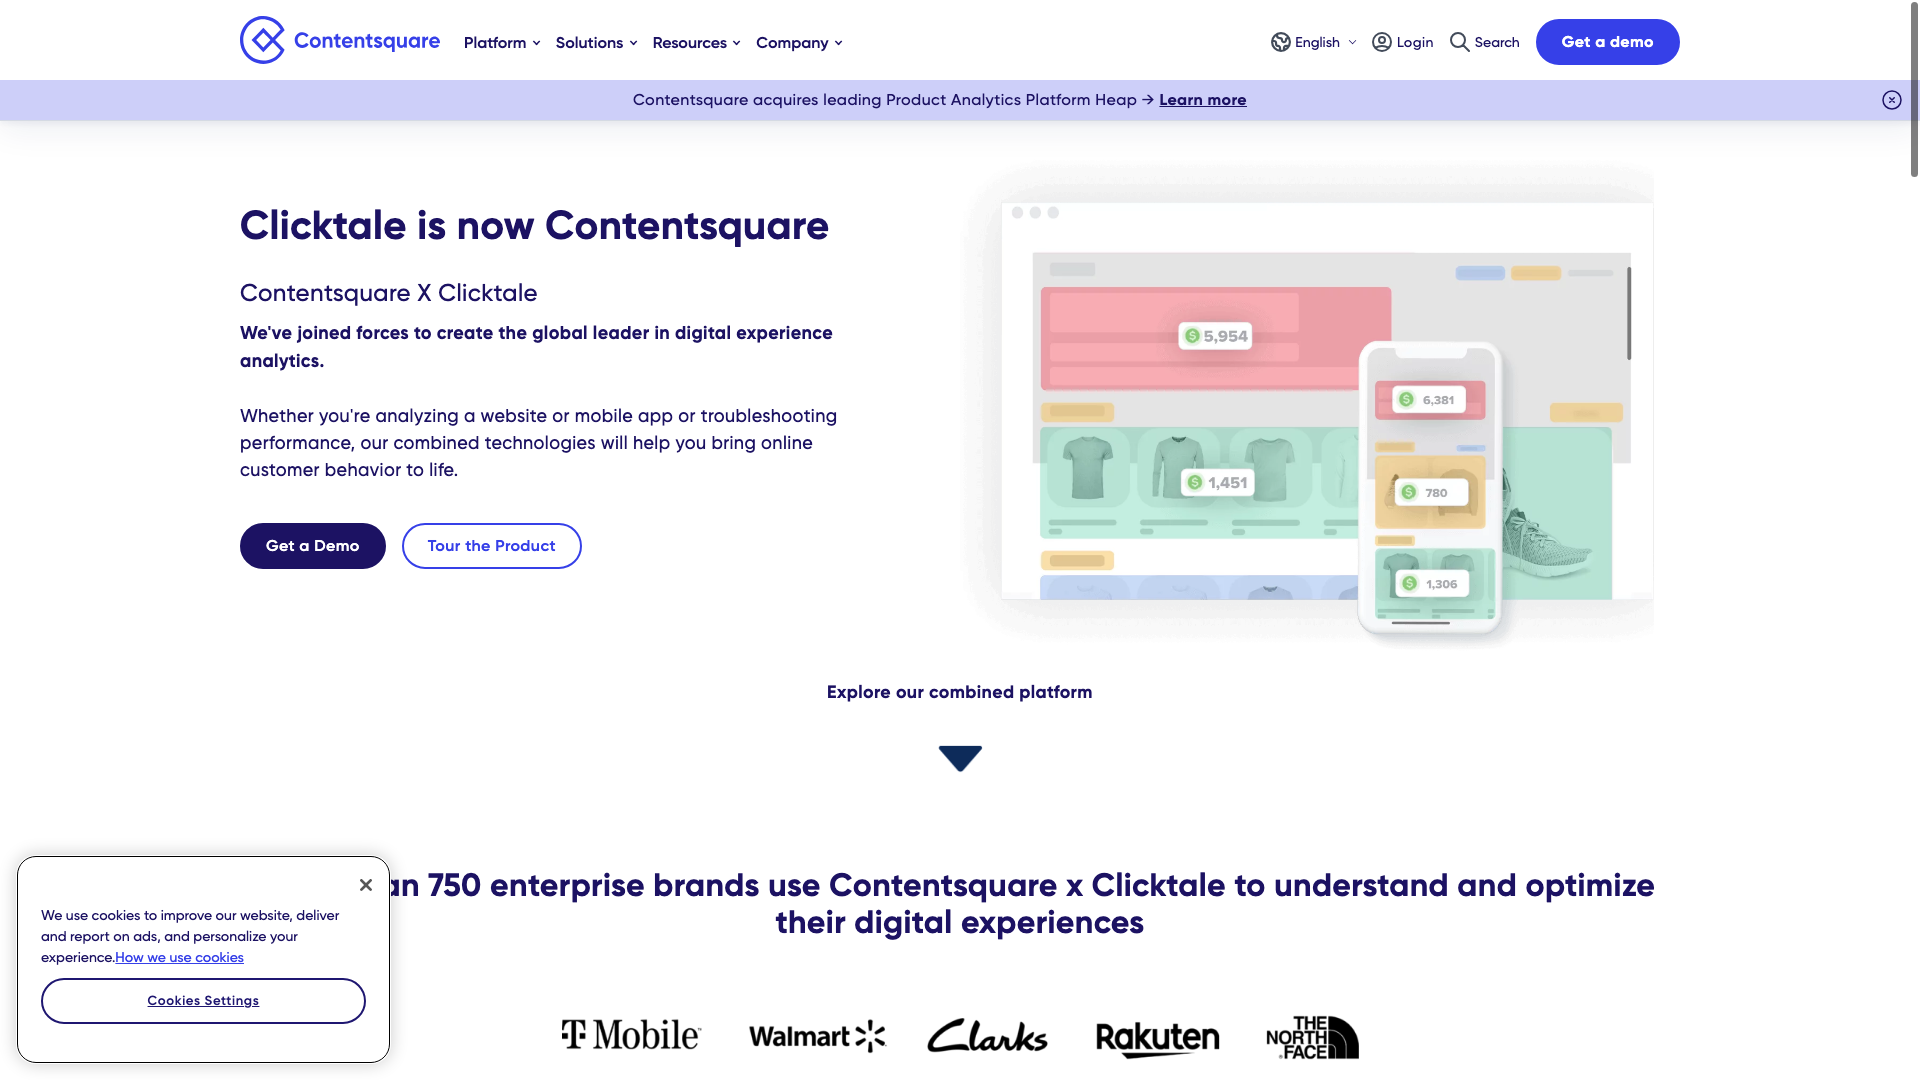 Contentsquare
Platform
Solutions
Resources
Company
English
Login
Search
Get a demo
Contentsquare acquires leading Product Analytics Platform Heap → Learn more
Clicktale is now Contentsquare
Contentsquare X Clicktale
We've joined forces to create the global leader in digital experience
analytics.
Whether you're analyzing a website or mobile app or troubleshooting
performance, our combined technologies will help you bring online
customer behavior to life.
Get a Demo
Tour the Product
$ 5,954
$ 6,381
$ 1,451
$ 780
$ 1,306
Explore our combined platform
750 enterprise brands use Contentsquare x Clicktale to understand and optimize
their digital experiences
We use cookies to improve our website, deliver
and report on ads, and personalize your
experience.How we use cookies
Cookies Settings
T Mobile
Walmart
Clarks
Rakuten
THE
NORTH
FACE